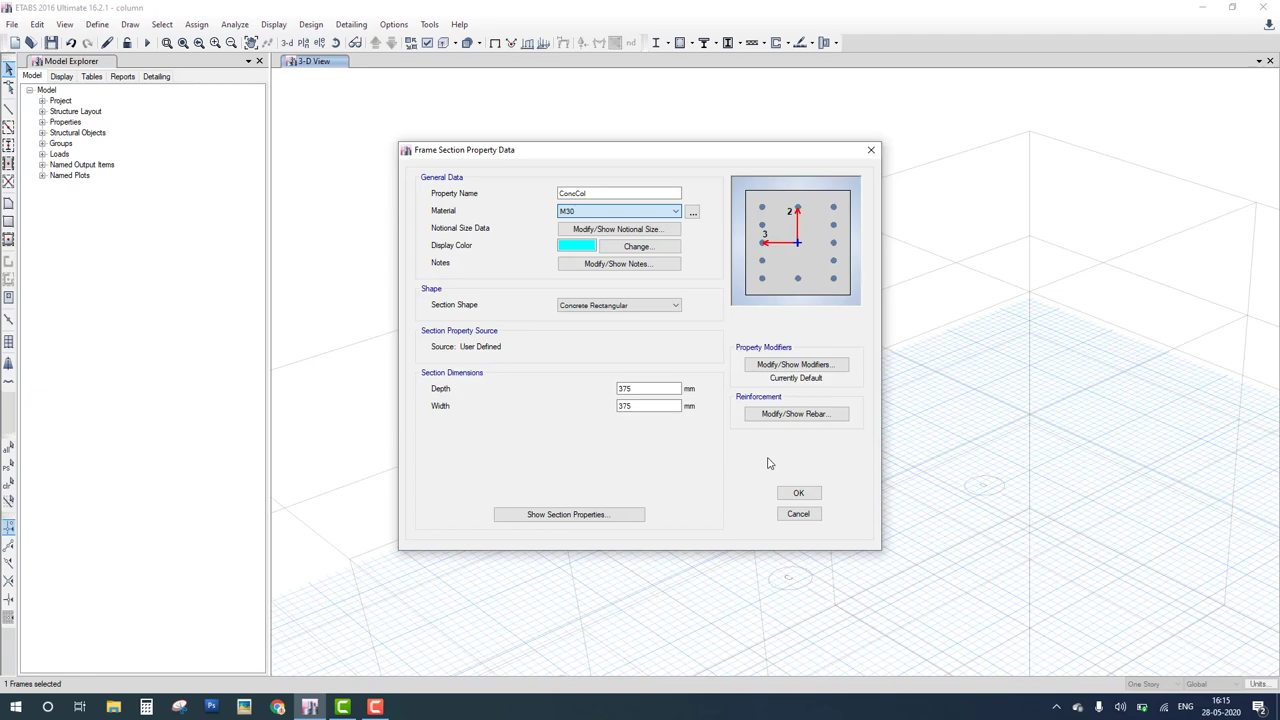 ETABS 2016 Ultimate 16.2.1 - column
File Edit View Define Draw Select Assign Analyze Display Design Detailing Options Tools Help
3-d nd
Model Explorer
3-D View
Model Display Tables Reports Detailing
Model
Project
Structure Layout
Properties
Structural Objects
Groups
Loads
Named Output Items
Named Plots
Frame Section Property Data
General Data
Property Name ConcCol
Material M30 ...
Notional Size Data Modify/Show Notional Size...
Display Color Change...
Notes Modify/Show Notes...
Shape
Section Shape Concrete Rectangular
Section Property Source
Source: User Defined
Section Dimensions
Depth 375 mm
Width 375 mm
Show Section Properties...
2
3
Property Modifiers
Modify/Show Modifiers...
Currently Default
Reinforcement
Modify/Show Rebar...
OK
Cancel
all
ps
clr
1 Frames selected
One Story Global Units...
ENG
16:15
28-05-2020
2